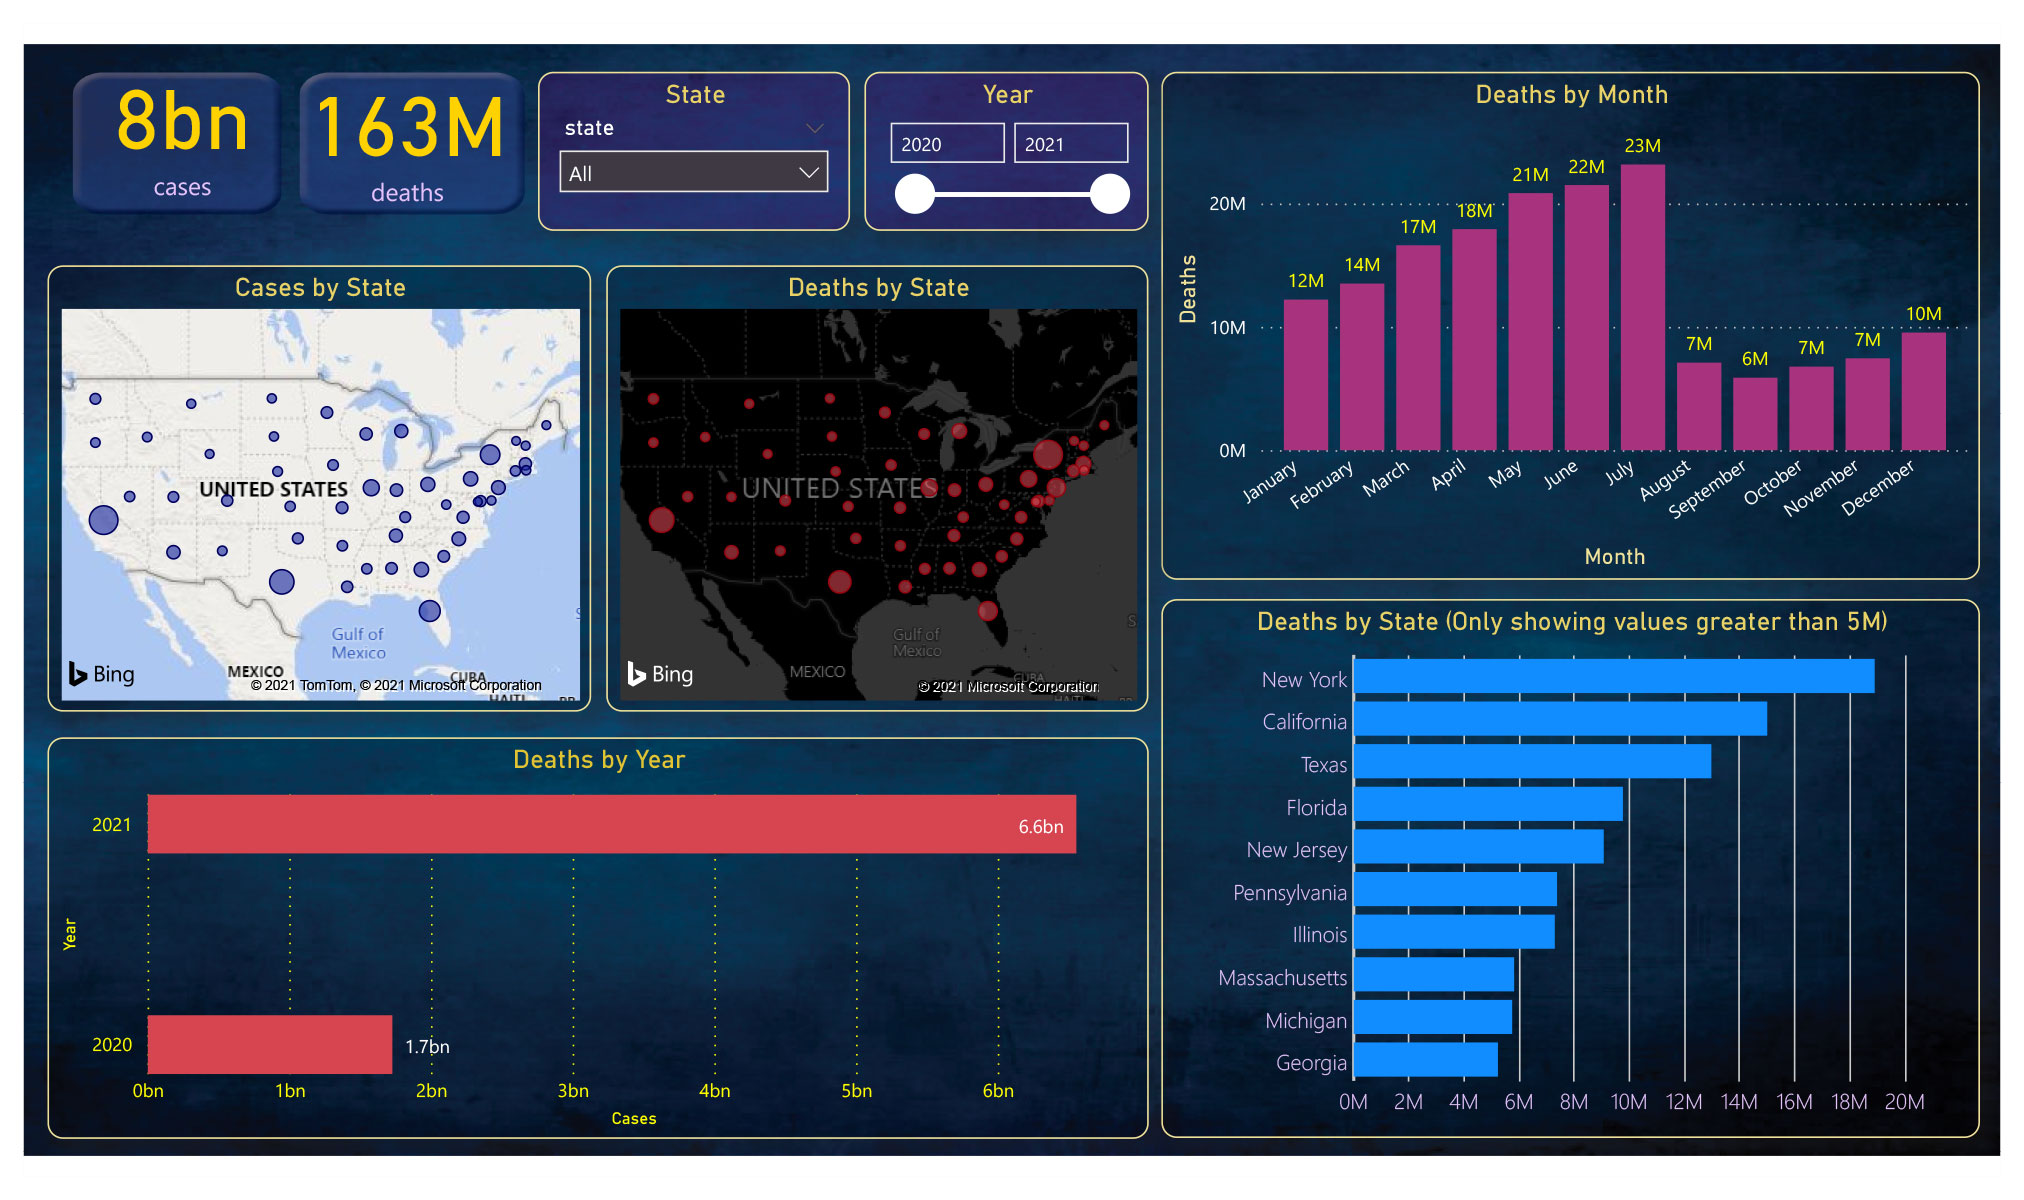 8bn
cases
163M
deaths
State
state
All
Year
2020
2021
Deaths by Month
23M
22M
21M
20M
18M
17M
14M
12M
10M
10M
7M
6M
7M
7M
0M
Deaths
January
February
March
April
May
June
July
August
September
October
November
December
Month
Cases by State
UNITED STATES
Gulf of
Mexico
MEXICO
CUBA
HAITI
Bing
© 2021 TomTom, © 2021 Microsoft Corporation
Deaths by State
UNITED STATES
Gulf of
Mexico
MEXICO
CUBA
HAITI
Bing
© 2021 Microsoft Corporation
Deaths by Year
2021
6.6bn
Year
2020
1.7bn
0bn 1bn 2bn 3bn 4bn 5bn 6bn
Cases
Deaths by State (Only showing values greater than 5M)
New York
California
Texas
Florida
New Jersey
Pennsylvania
Illinois
Massachusetts
Michigan
Georgia
0M 2M 4M 6M 8M 10M 12M 14M 16M 18M 20M